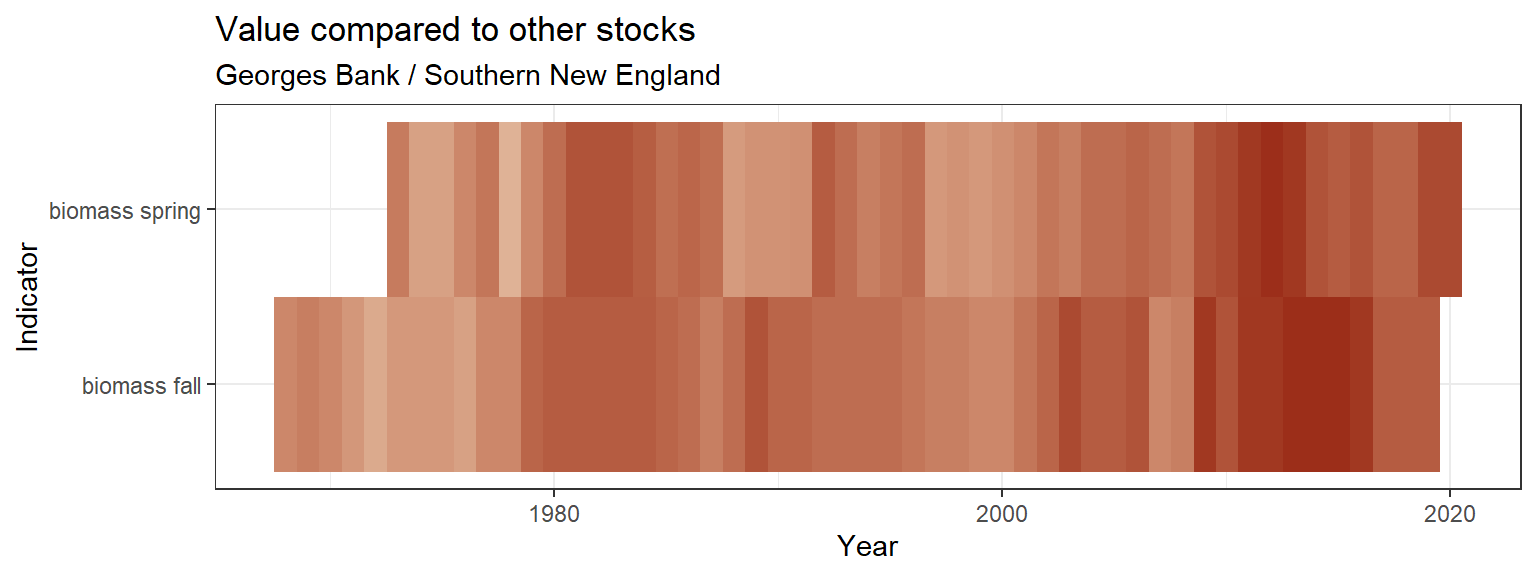 Value compared to other stocks
Georges Bank / Southern New England
Indicator
biomass spring
biomass fall
1980
2000
2020
Year